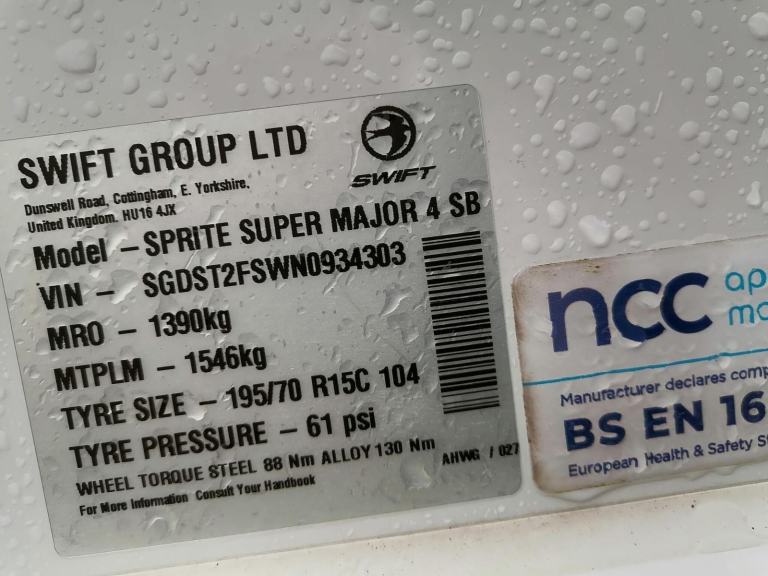 SWIFT GROUP LTD
SWIFT
Dunswell Road, Cottingham, E. Yorkshire,
United Kingdom. HU16 4JX
Model – SPRITE SUPER MAJOR 4 SB
VIN – SGDST2FSWN0934303
MRO – 1390kg
MTPLM – 1546kg
TYRE SIZE – 195/70 R15C 104
TYRE PRESSURE – 61 psi
WHEEL TORQUE STEEL 88 Nm ALLOY 130 Nm
AHWG / 027
For More Information Consult Your Handbook
ncc
Manufacturer declares
BS EN 16
European Health & Safety